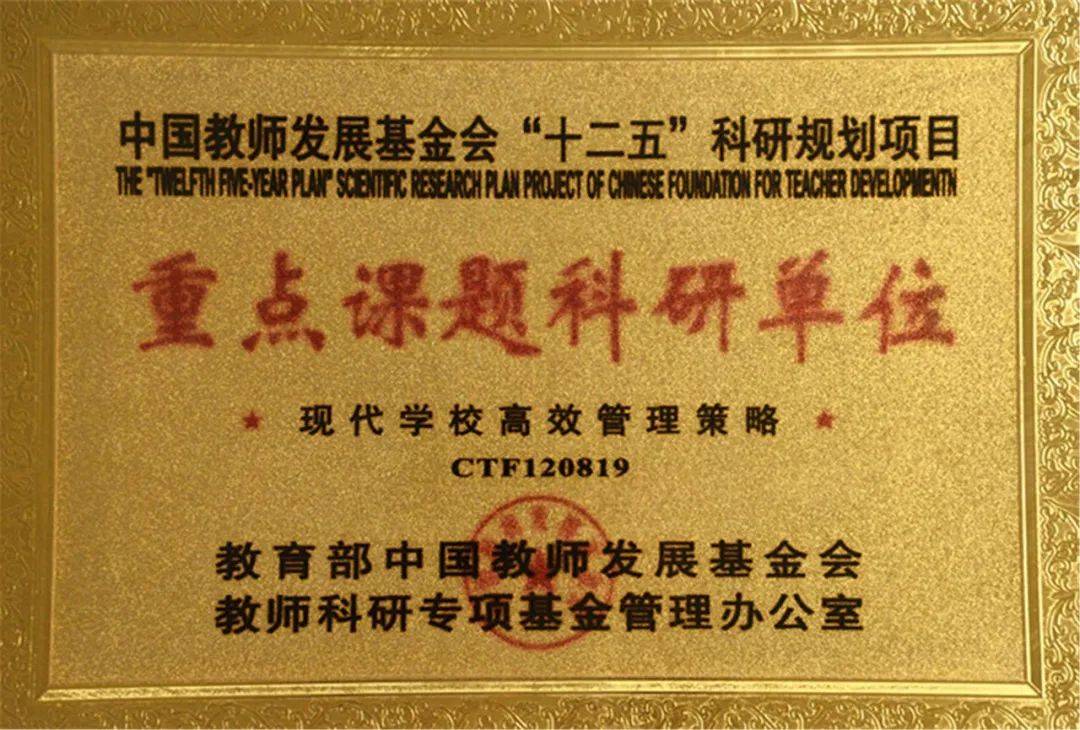 中国教师发展基金会“十二五”科研规划项目
THE "TWELFTH FIVE-YEAR PLAN" SCIENTIFIC RESEARCH PLAN PROJECT OF CHINESE FOUNDATION FOR TEACHER DEVELOPMENTN
重点课题科研单位
★ 现代学校高效管理策略 ★
CTF120819
教育部中国教师发展基金会
教师科研专项基金管理办公室